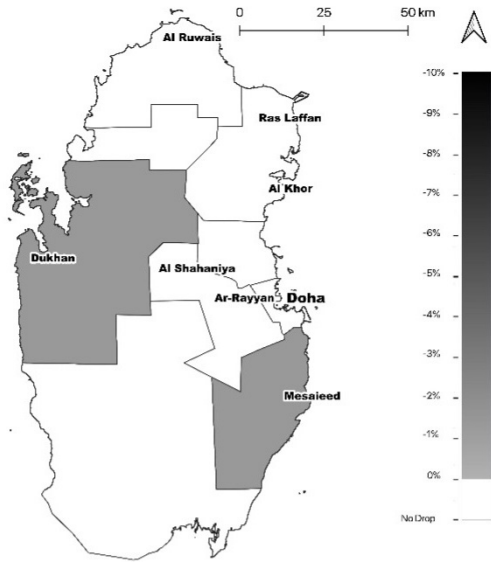 0 25 50 km
Al Ruwais
-10%
-9%
Ras Laffan
-8%
Al Khor
-7%
-6%
Dukhan
Al Shahaniya
-5%
Ar-Rayyan
Doha
-4%
-3%
Mesaieed
-2%
-1%
0%
No Drop